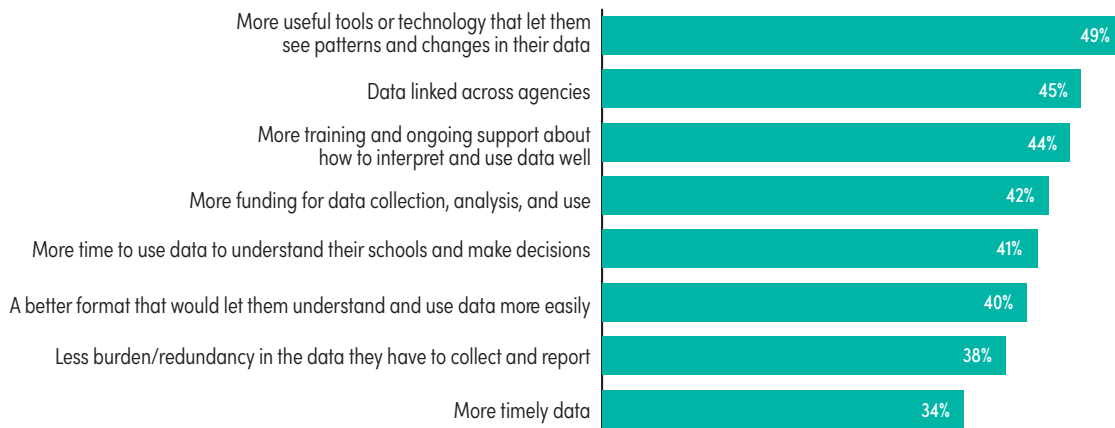 More useful tools or technology that let them
see patterns and changes in their data
49%
Data linked across agencies
45%
More training and ongoing support about
how to interpret and use data well
44%
More funding for data collection, analysis, and use
42%
More time to use data to understand their schools and make decisions
41%
A better format that would let them understand and use data more easily
40%
Less burden/redundancy in the data they have to collect and report
38%
More timely data
34%